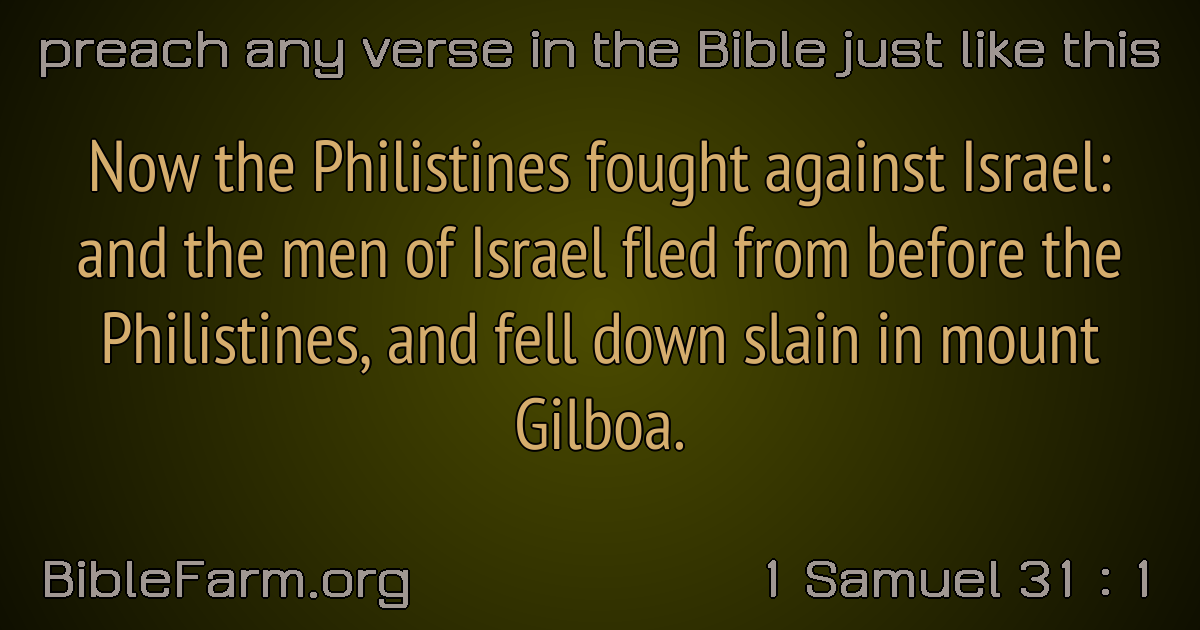 preach any verse in the Bible just like this
Now the Philistines fought against Israel:
and the men of Israel fled from before the
Philistines, and fell down slain in mount
Gilboa.
BibleFarm.org
1 Samuel 31 : 1